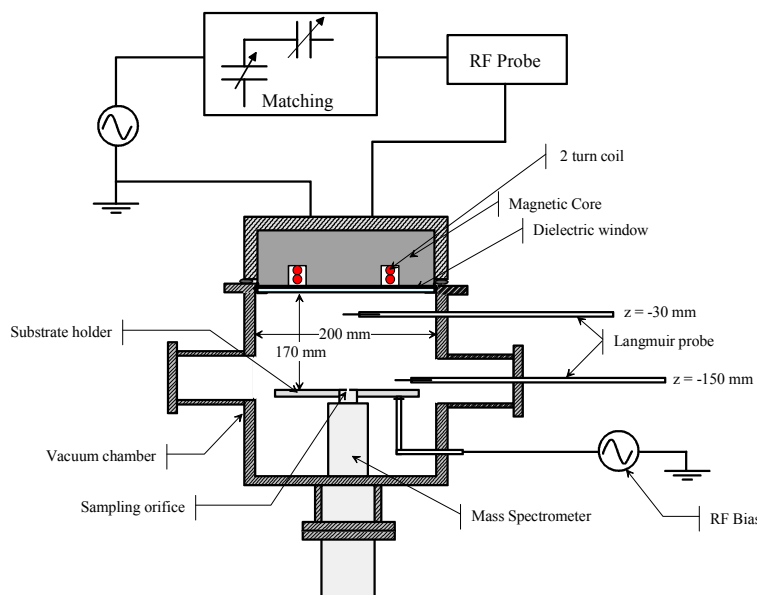 RF Probe
Matching
2 turn coil
Magnetic Core
Dielectric window
z = -30 mm
200 mm
Substrate holder
170 mm
Langmuir probe
z = -150 mm
Vacuum chamber
Sampling orifice
Mass Spectrometer
RF Bias